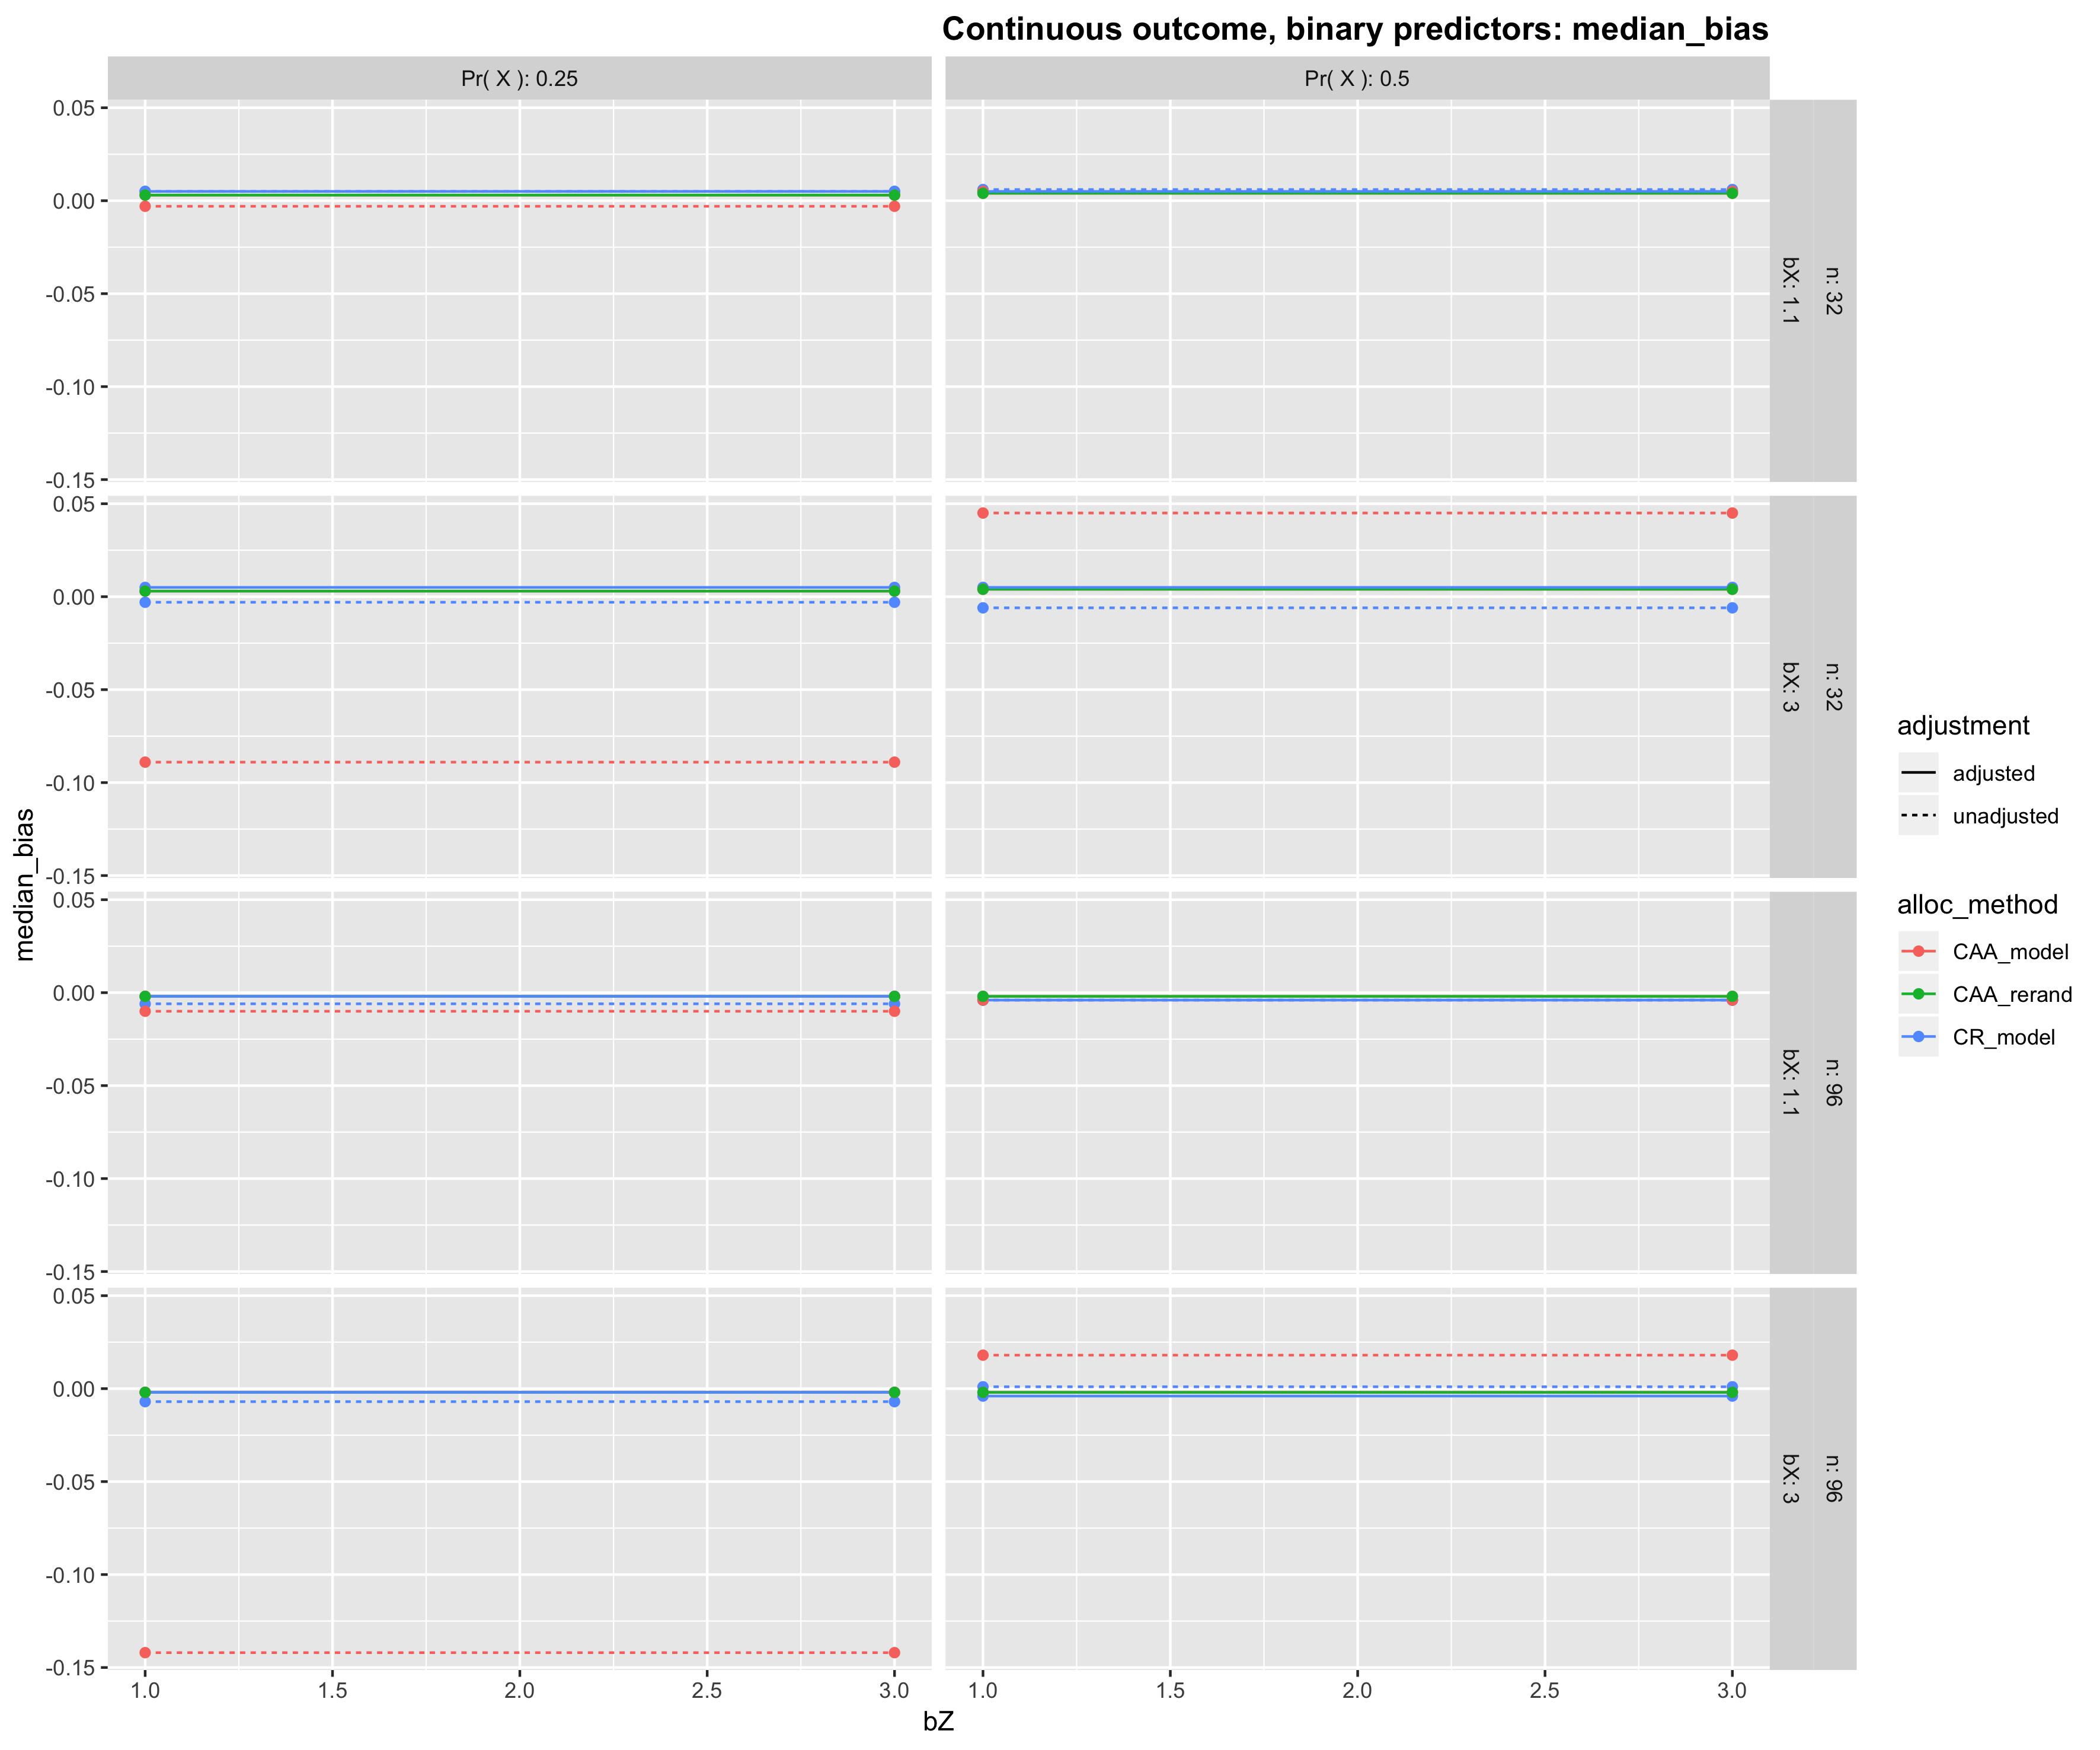 Continuous outcome, binary predictors: median_bias
Pr( X ): 0.25
Pr( X ): 0.5
0.05
0.00
-0.05
-0.10
-0.15
bX: 1.1
n: 32
0.05
0.00
-0.05
-0.10
-0.15
bX: 3
n: 32
0.05
0.00
-0.05
-0.10
-0.15
bX: 1.1
n: 96
0.05
0.00
-0.05
-0.10
-0.15
bX: 3
n: 96
median_bias
1.0 1.5 2.0 2.5 3.0
1.0 1.5 2.0 2.5 3.0
bZ
adjustment
adjusted
unadjusted
alloc_method
CAA_model
CAA_rerand
CR_model